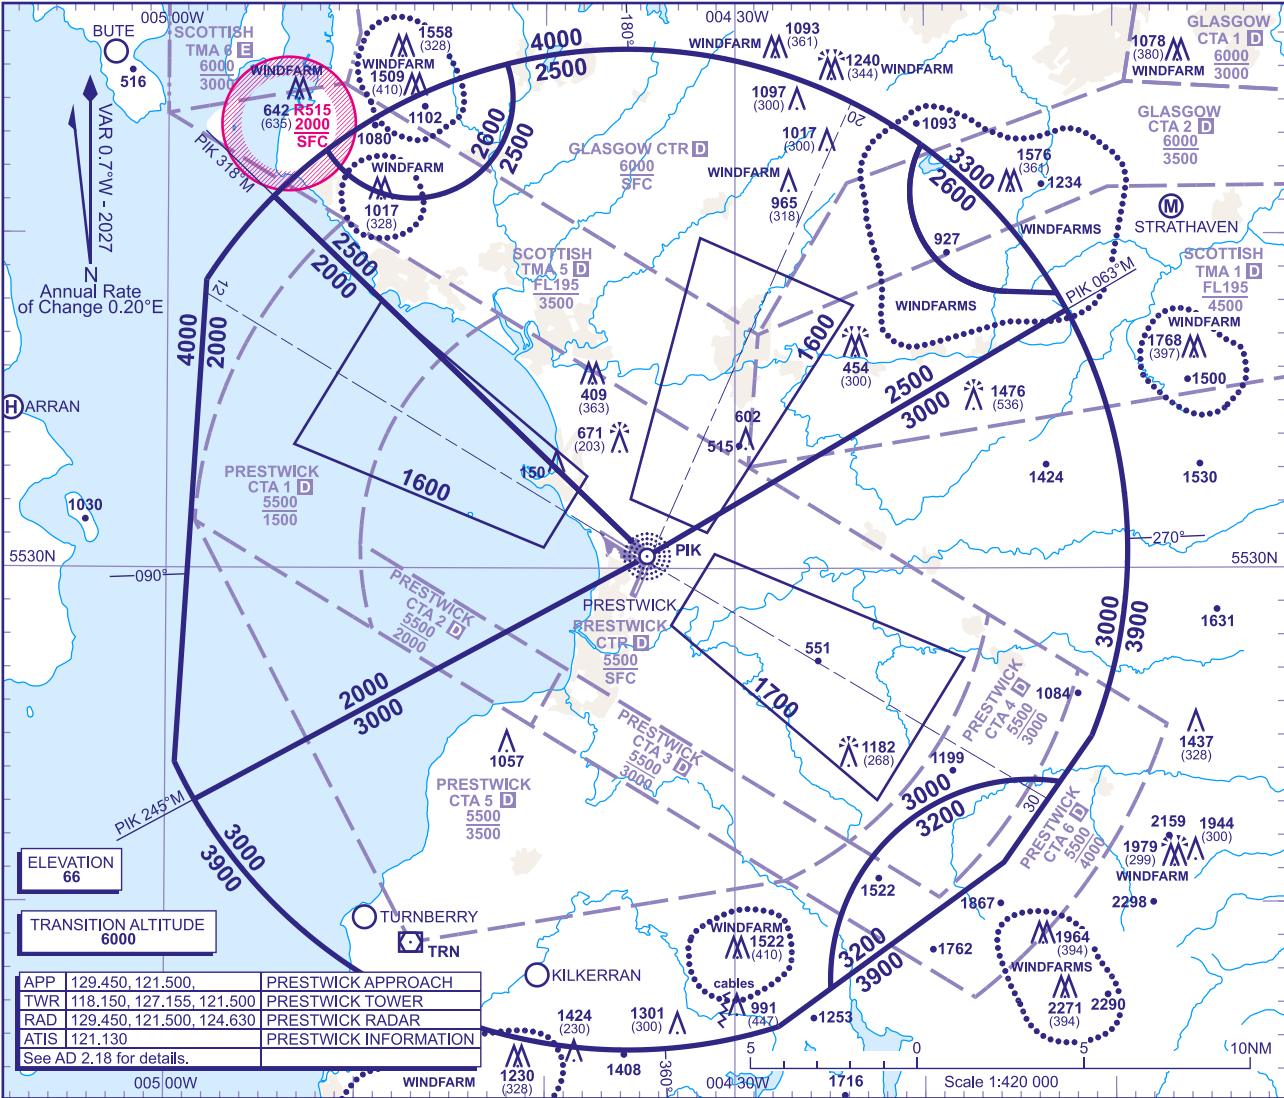 005 00W
180°
004 30W
BUTE
516
SCOTTISH
TMA 6 E
6000
3000
WINDFARM
642
(635)
R515
2000
SFC
1558
(328)
WINDFARM
1509
(410)
1102
1080
4000
2500
WINDFARM
1093
(361)
1240
(344)
WINDFARM
1097
(300)
1017
(300)
20
1078
(380)
WINDFARM
GLASGOW
CTA 1 D
6000
3000
GLASGOW
CTA 2 D
6000
3500
VAR 0.7°W - 2027
N
Annual Rate
of Change 0.20°E
PIK 318°M
WINDFARM
1017
(328)
2600
2500
GLASGOW CTR D
6000
SFC
WINDFARM
965
(318)
1093
3300
2600
1576
(361)
1234
927
WINDFARMS
WINDFARMS
M
STRATHAVEN
PIK 063°M
SCOTTISH
TMA 1 D
FL195
4500
WINDFARM
1768
(397)
1500
12
4000
2000
2500
2000
SCOTTISH
TMA 5 D
FL195
3500
1600
454
(300)
2500
3000
1476
(536)
H ARRAN
409
(363)
671
(203)
602
515
150
1424
1530
1030
PRESTWICK
CTA 1 D
5500
1500
1600
5530N
090°
PIK
PRESTWICK
270°
5530N
PRESTWICK
CTA 2 D
5500
2000
PRESTWICK
CTR D
5500
SFC
551
1700
3000
3900
1631
2000
3000
1057
PRESTWICK
CTA 3 D
5500
3000
1182
(268)
PRESTWICK
CTA 4 D
5500
3000
1084
1437
(328)
1199
PIK 245°M
3000
3900
PRESTWICK
CTA 5 D
5500
3500
3000
3200
30
PRESTWICK
CTA 6 D
5500
4000
2159
1944
(300)
1979
(299)
WINDFARM
2298
ELEVATION
66
TRANSITION ALTITUDE
6000
TURNBERRY
TRN
KILKERRAN
1522
1867
WINDFARM
1522
(410)
3200
3900
1762
1964
(394)
WINDFARMS
2271
(394)
2290
cables
991
(447)
1253
APP 129.450, 121.500, PRESTWICK APPROACH
TWR 118.150, 127.155, 121.500 PRESTWICK TOWER
RAD 129.450, 121.500, 124.630 PRESTWICK RADAR
ATIS 121.130 PRESTWICK INFORMATION
See AD 2.18 for details.
1424
(230)
1301
(300)
1230
(328)
WINDFARM
1408
360°
5 0 5 10NM
Scale 1:420 000
1716
005 00W
004 30W